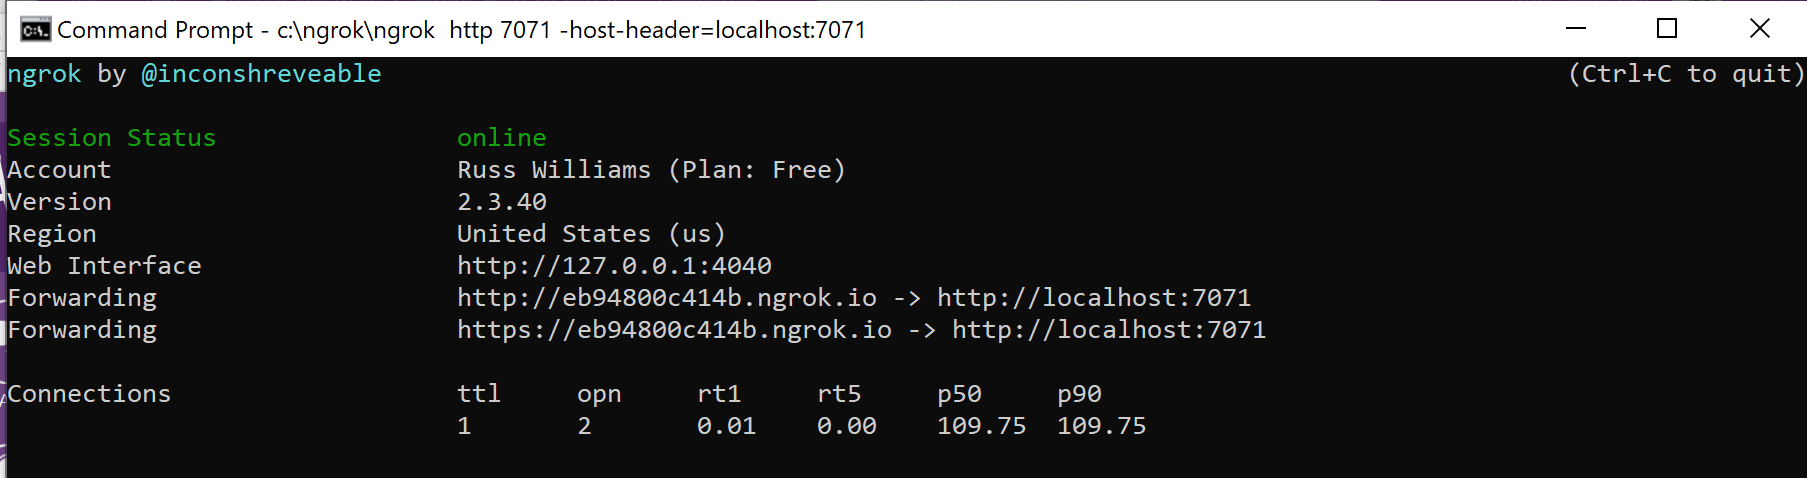 Command Prompt - c:\ngrok\ngrok  http 7071 -host-header=localhost:7071
ngrok by @inconshreveable (Ctrl+C to quit)
Session Status online
Account Russ Williams (Plan: Free)
Version 2.3.40
Region United States (us)
Web Interface http://127.0.0.1:4040
Forwarding http://eb94800c414b.ngrok.io -> http://localhost:7071
Forwarding https://eb94800c414b.ngrok.io -> http://localhost:7071
Connections ttl opn rt1 rt5 p50 p90
1 2 0.01 0.00 109.75 109.75